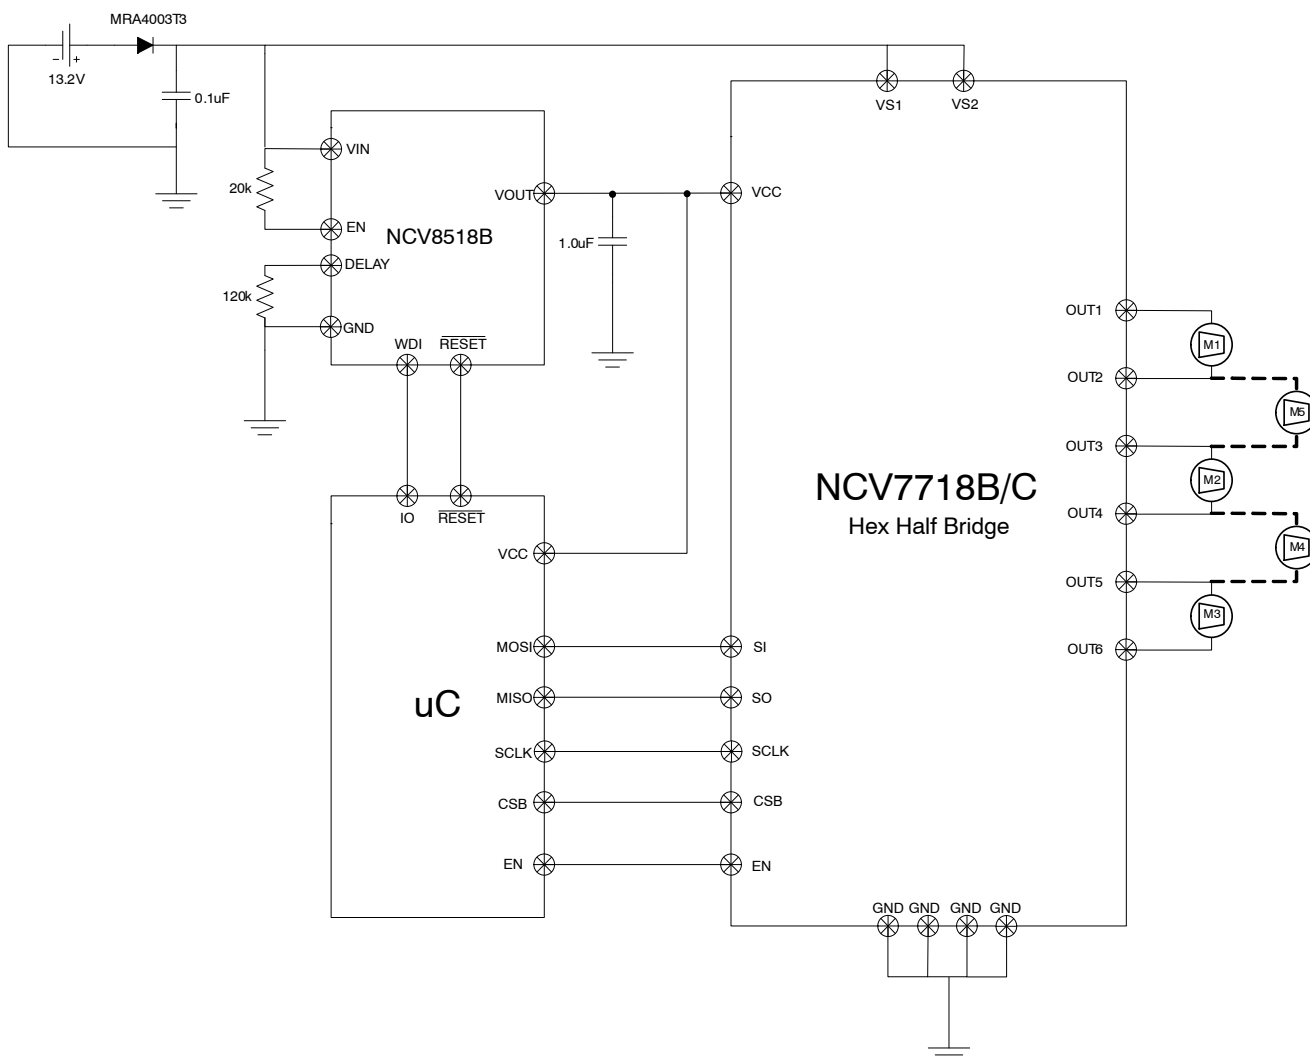 MRA4003T3
- +
13.2V
0.1uF
VS1
VS2
VIN
20k
EN
NCV8518B
VOUT
VCC
1.0uF
DELAY
120k
GND
WDI
RESET
IO
RESET
VCC
NCV7718B/C
Hex Half Bridge
OUT1
M1
OUT2
M5
OUT3
M2
OUT4
M4
OUT5
M3
OUT6
uC
MOSI
SI
MISO
SO
SCLK
SCLK
CSB
CSB
EN
EN
GND GND GND GND